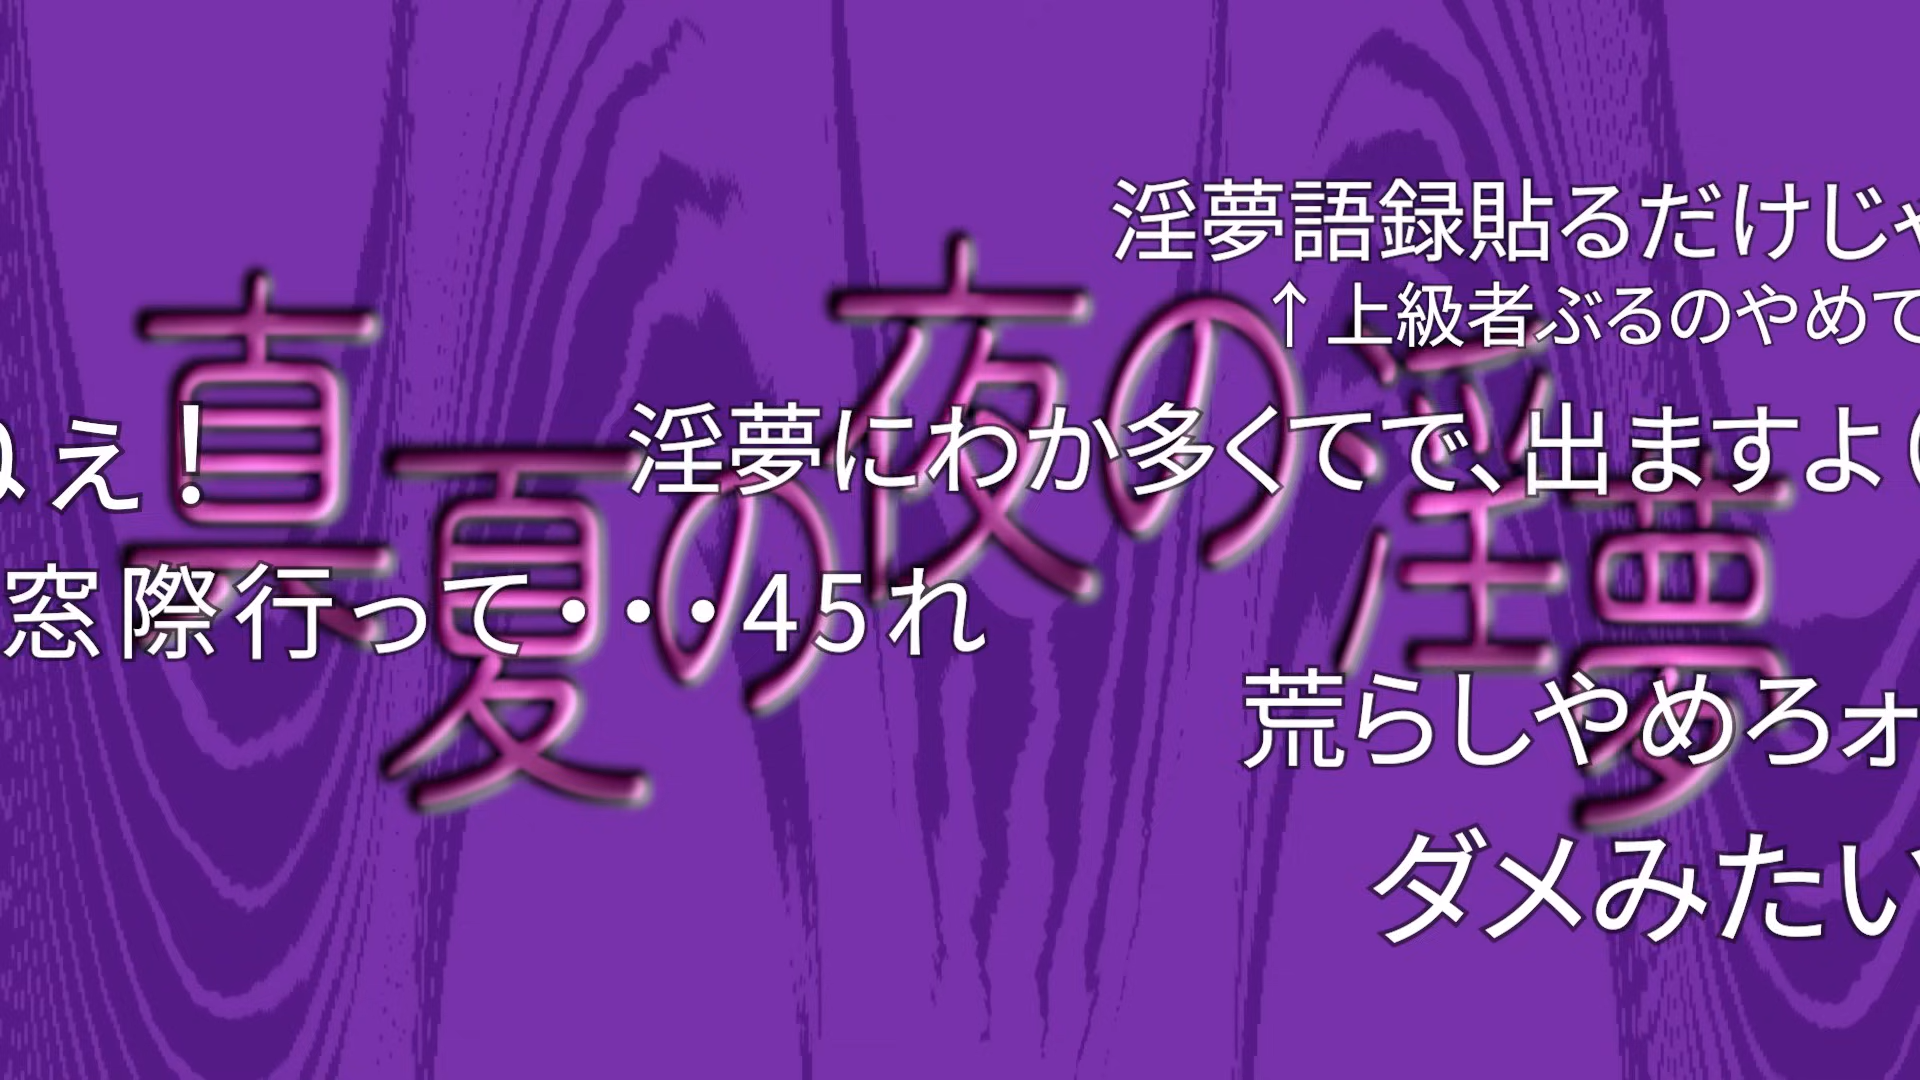 淫夢語録貼るだけじゃ
↑上級者ぶるのやめて
真夏の夜の淫夢
ねぇ！
淫夢にわか多くてで、出ますよ（
窓際行って・・・45れ
荒らしやめろォ
ダメみたい